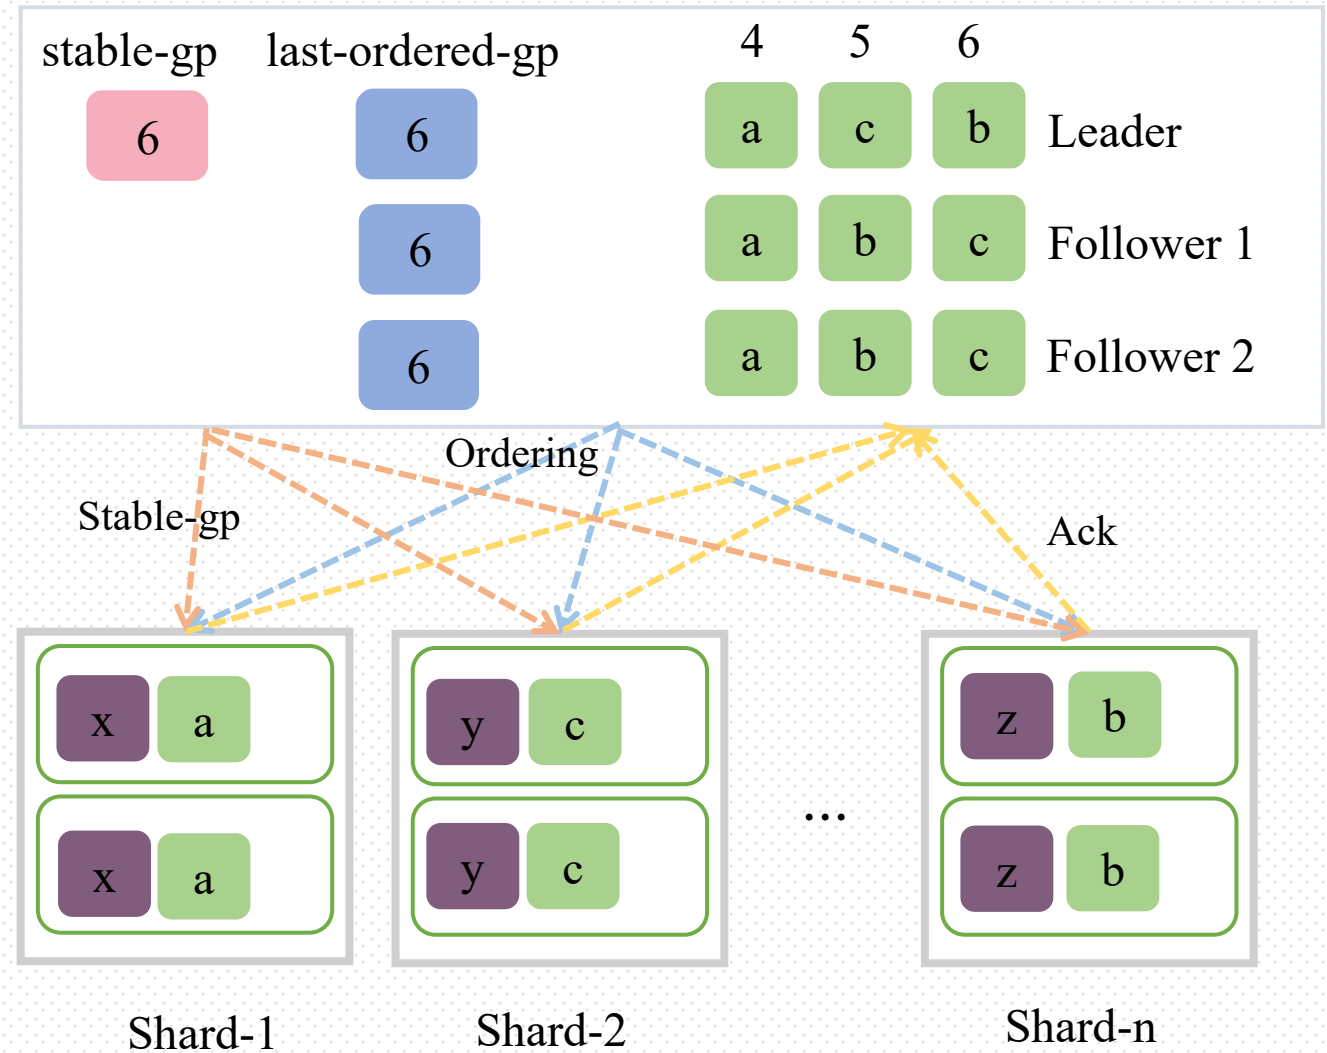 stable-gp last-ordered-gp 4 5 6
6 6 a c b Leader
6 a b c Follower 1
6 a b c Follower 2
Ordering
Stable-gp
Ack
x a y c z b
...
x a y c z b
Shard-1 Shard-2 Shard-n